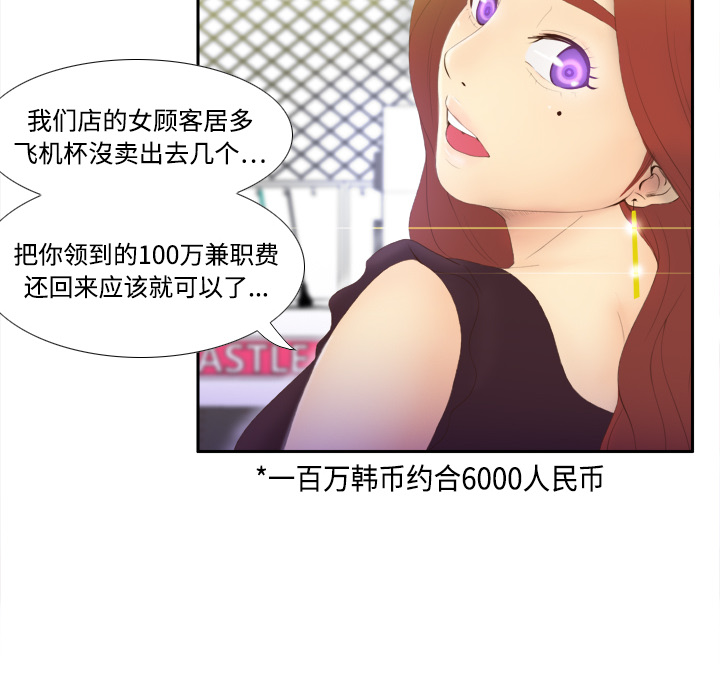 我们店的女顾客居多
飞机杯沒卖出去几个...
把你领到的100万兼职费
还回来应该就可以了...
ASTLE
*一百万韩币约合6000人民币